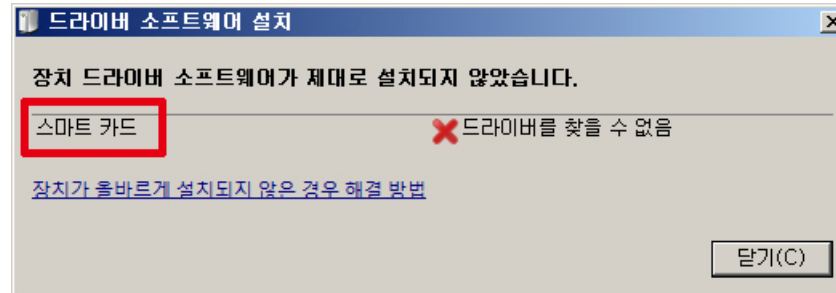 드라이버 소프트웨어 설치
장치 드라이버 소프트웨어가 제대로 설치되지 않았습니다.
스마트 카드 드라이버를 찾을 수 없음
장치가 올바르게 설치되지 않은 경우 해결 방법
닫기(C)